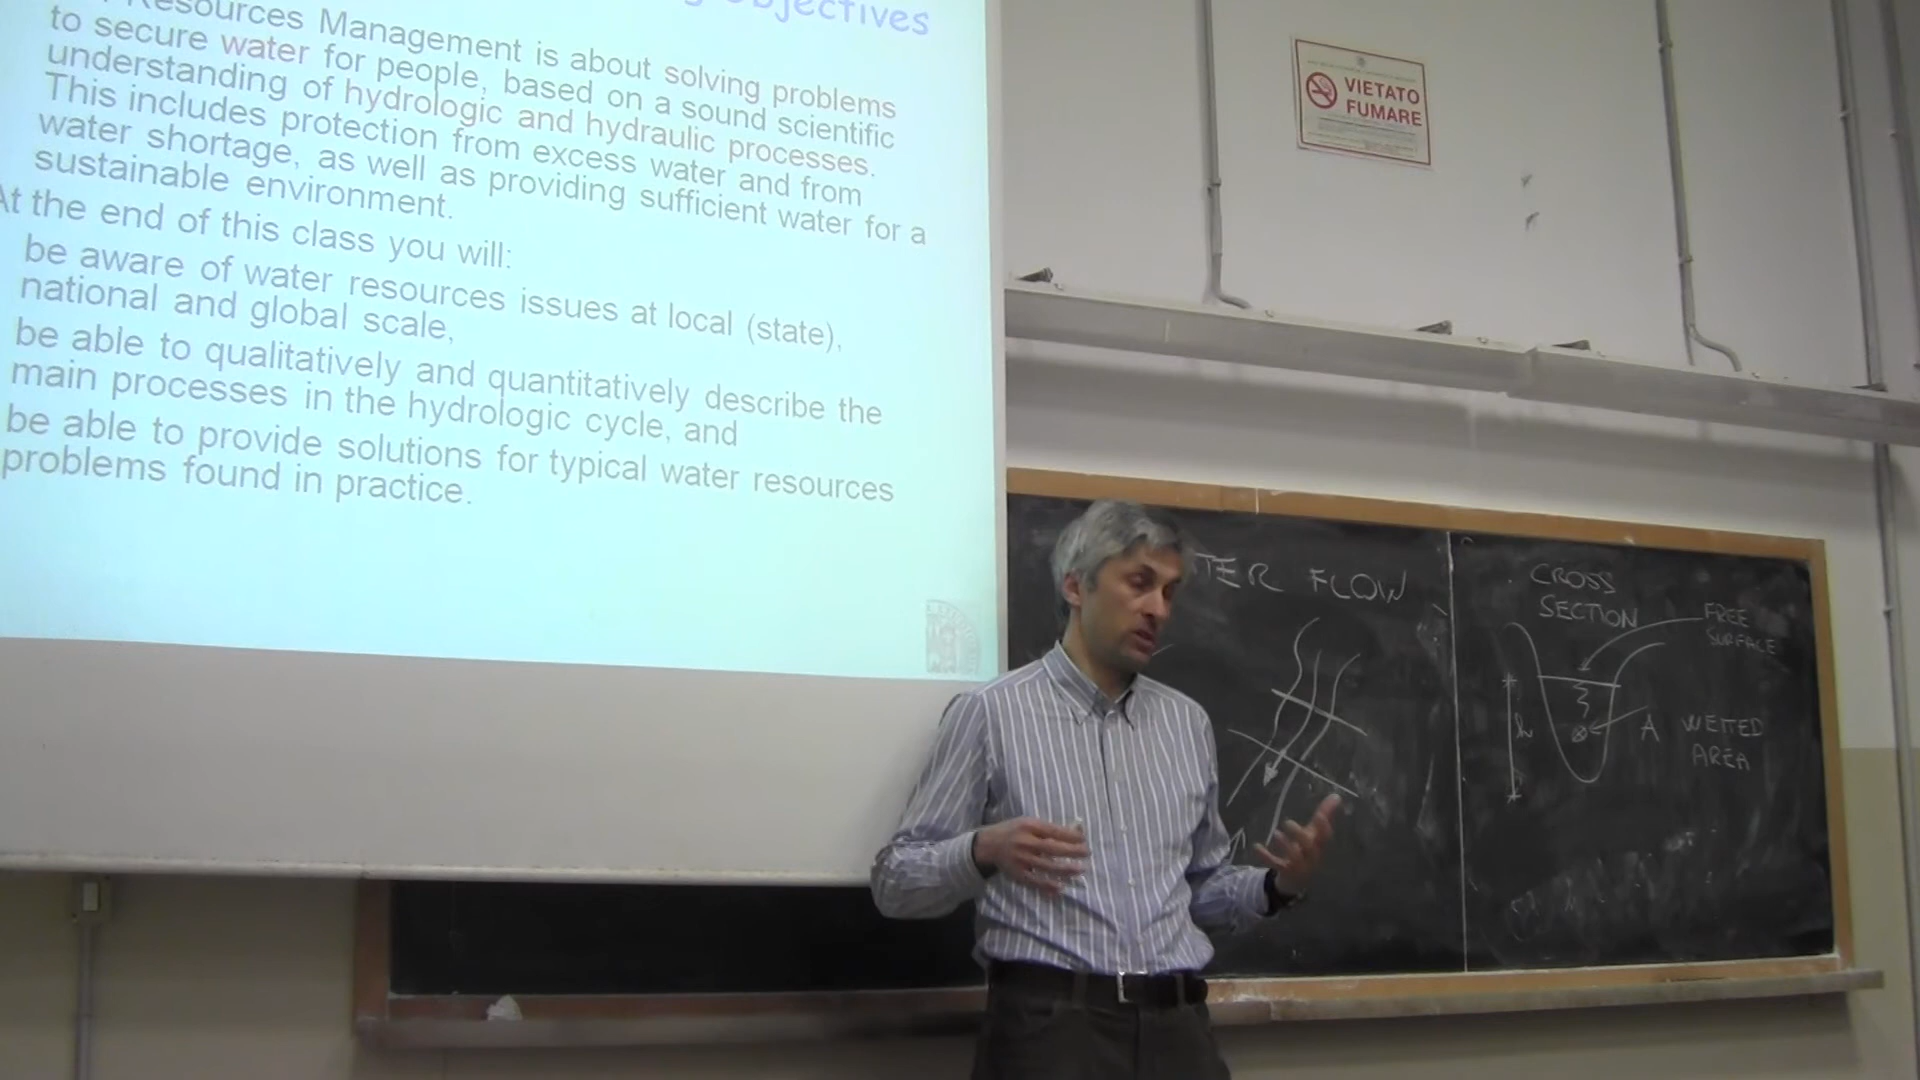 Objectives
Resources Management is about solving problems
to secure water for people, based on a sound scientific
understanding of hydrologic and hydraulic processes.
This includes protection from excess water and from
water shortage, as well as providing sufficient water for a
sustainable environment.
At the end of this class you will:
be aware of water resources issues at local (state),
national and global scale,
be able to qualitatively and quantitatively describe the
main processes in the hydrologic cycle, and
be able to provide solutions for typical water resources
problems found in practice.
VIETATO
FUMARE
TER FLOW
CROSS
SECTION
FREE
SURFACE
h
A WETTED
AREA